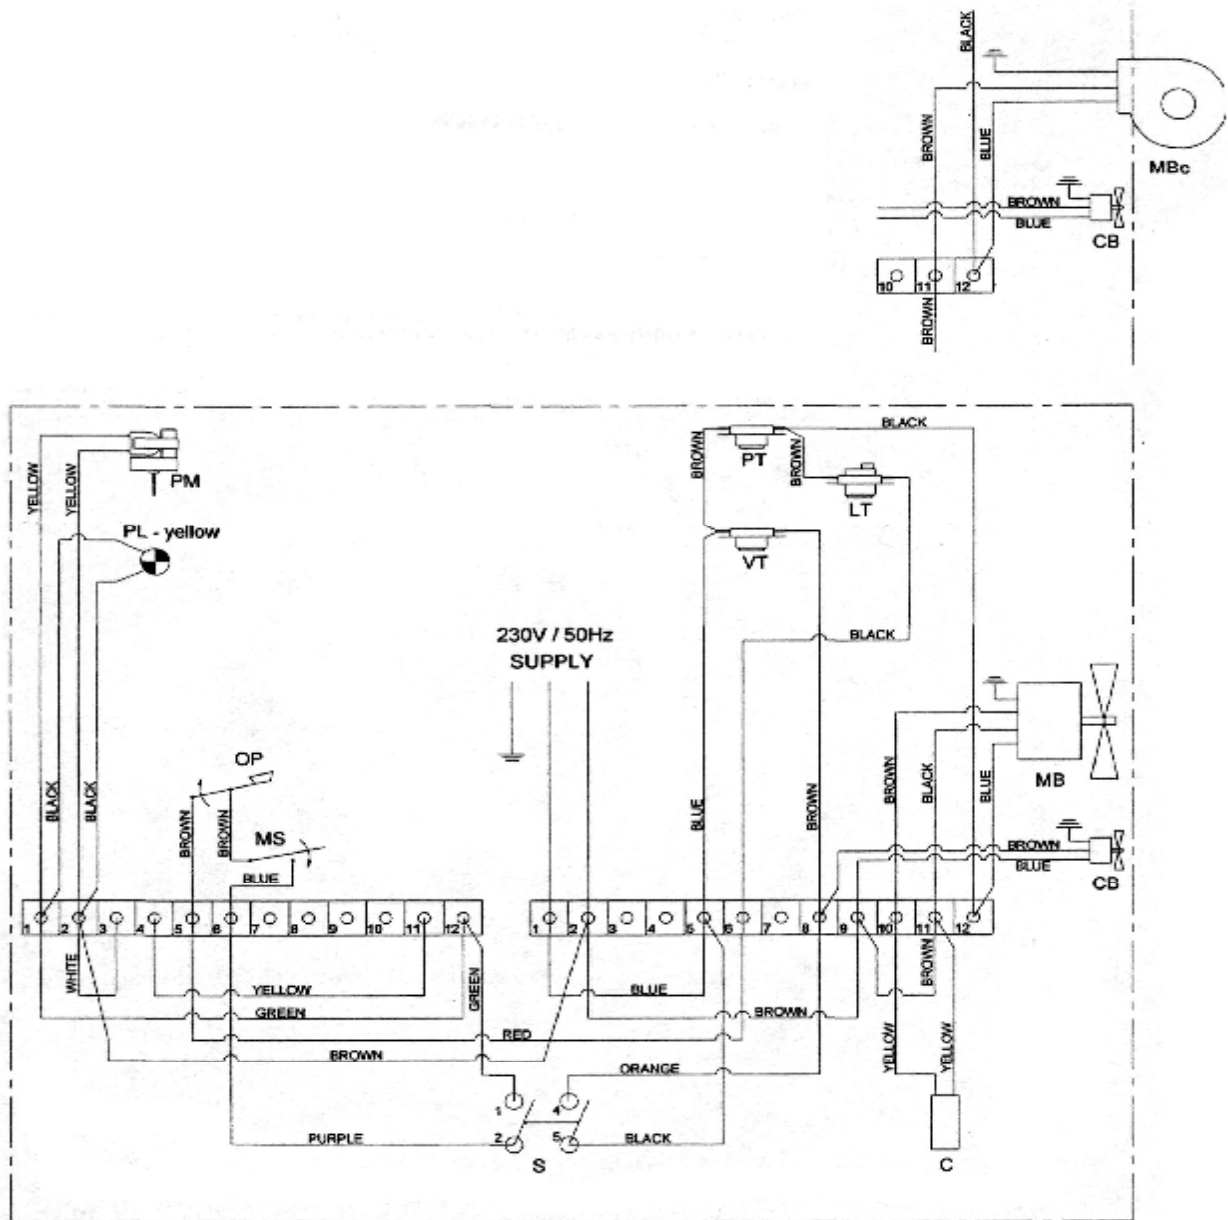 BLACK
BROWN
BLUE
MBc
BROWN
BLUE
CB
10 11 12
BROWN
BLACK
YELLOW
YELLOW
PM
BROWN
PT
BROWN
LT
PL - yellow
VT
230V / 50Hz
SUPPLY
BLACK
OP
BLACK
BLACK
BROWN
BROWN
MS
BLUE
BLUE
BROWN
BROWN
BLACK
BLUE
MB
BROWN
BLUE
CB
1 2 3 4 5 6 7 8 9 10 11 12
1 2 3 4 5 6 7 8 9 10 11 12
WHITE
YELLOW
GREEN
GREEN
BLUE
BROWN
BROWN
RED
BROWN
ORANGE
YELLOW
YELLOW
1 4
2 5
PURPLE
BLACK
S
C